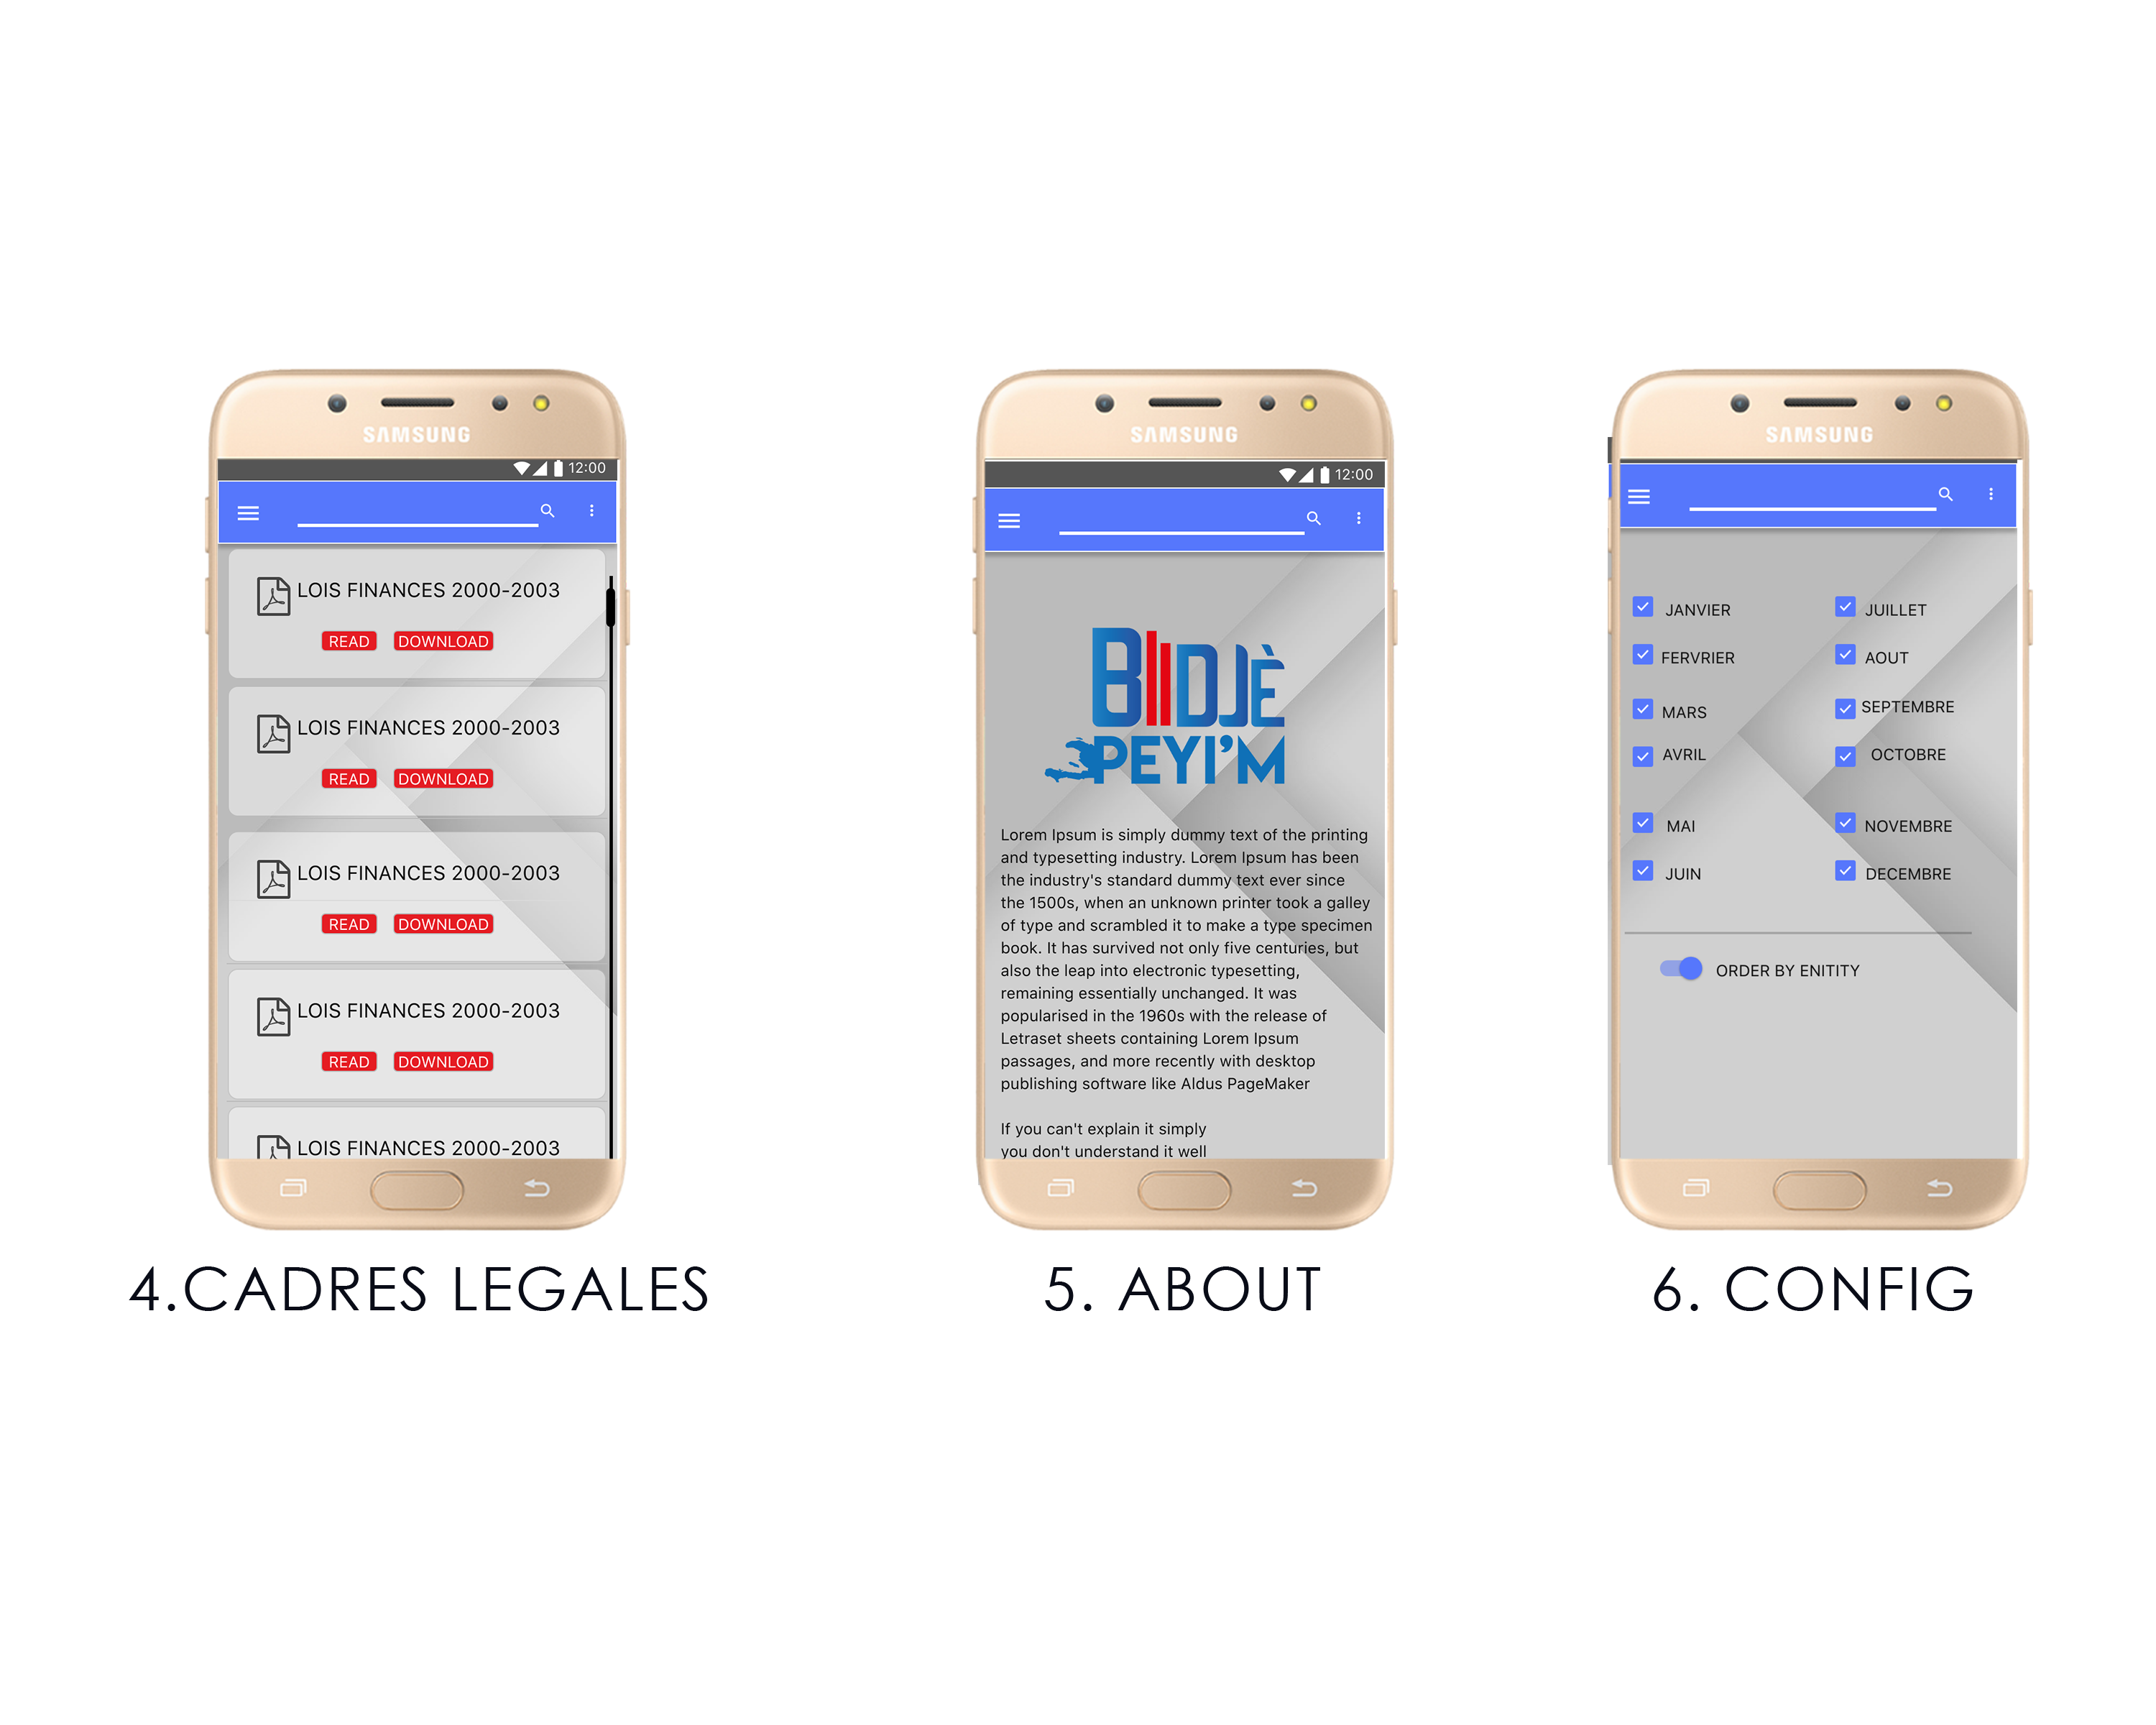 SAMSUNG
12:00
LOIS FINANCES 2000-2003
READ DOWNLOAD
LOIS FINANCES 2000-2003
READ DOWNLOAD
LOIS FINANCES 2000-2003
READ DOWNLOAD
LOIS FINANCES 2000-2003
READ DOWNLOAD
LOIS FINANCES 2000-2003
4.CADRES LEGALES
SAMSUNG
12:00
BIDJÈ
PEYI'M
Lorem Ipsum is simply dummy text of the printing
and typesetting industry. Lorem Ipsum has been
the industry's standard dummy text ever since
the 1500s, when an unknown printer took a galley
of type and scrambled it to make a type specimen
book. It has survived not only five centuries, but
also the leap into electronic typesetting,
remaining essentially unchanged. It was
popularised in the 1960s with the release of
Letraset sheets containing Lorem Ipsum
passages, and more recently with desktop
publishing software like Aldus PageMaker
If you can't explain it simply
you don't understand it well
5. ABOUT
SAMSUNG
JANVIER JUILLET
FERVRIER AOUT
MARS SEPTEMBRE
AVRIL OCTOBRE
MAI NOVEMBRE
JUIN DECEMBRE
ORDER BY ENITITY
6. CONFIG